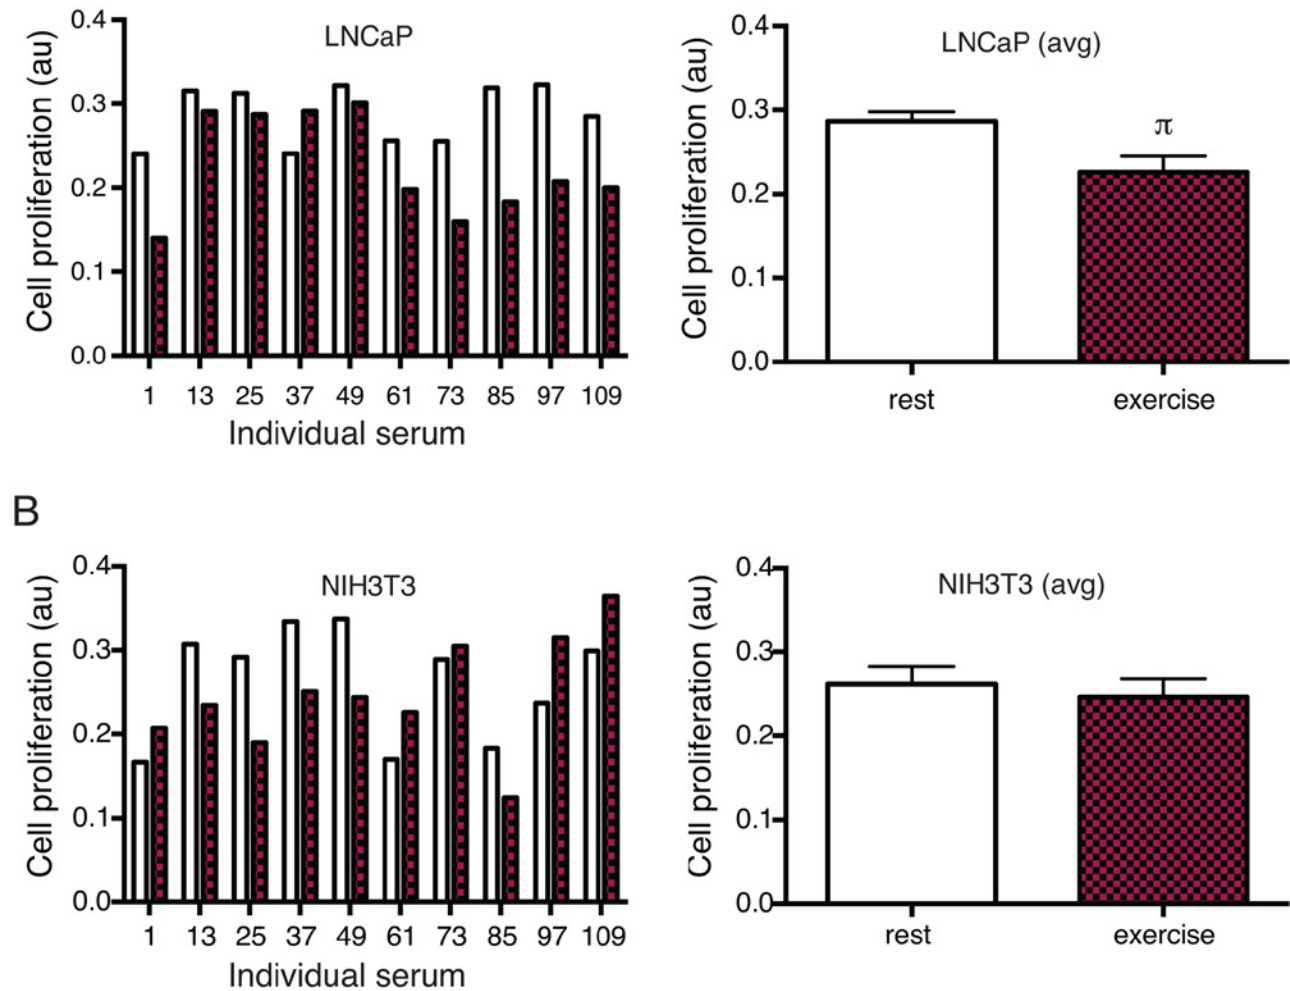 LNCaP
Cell proliferation (au)
0.4
0.3
0.2
0.1
0.0
1 13 25 37 49 61 73 85 97 109
Individual serum
LNCaP (avg)
Cell proliferation (au)
0.4
0.3
0.2
0.1
0.0
π
rest exercise
B
NIH3T3
Cell proliferation (au)
0.4
0.3
0.2
0.1
0.0
1 13 25 37 49 61 73 85 97 109
Individual serum
NIH3T3 (avg)
Cell proliferation (au)
0.4
0.3
0.2
0.1
0.0
rest exercise